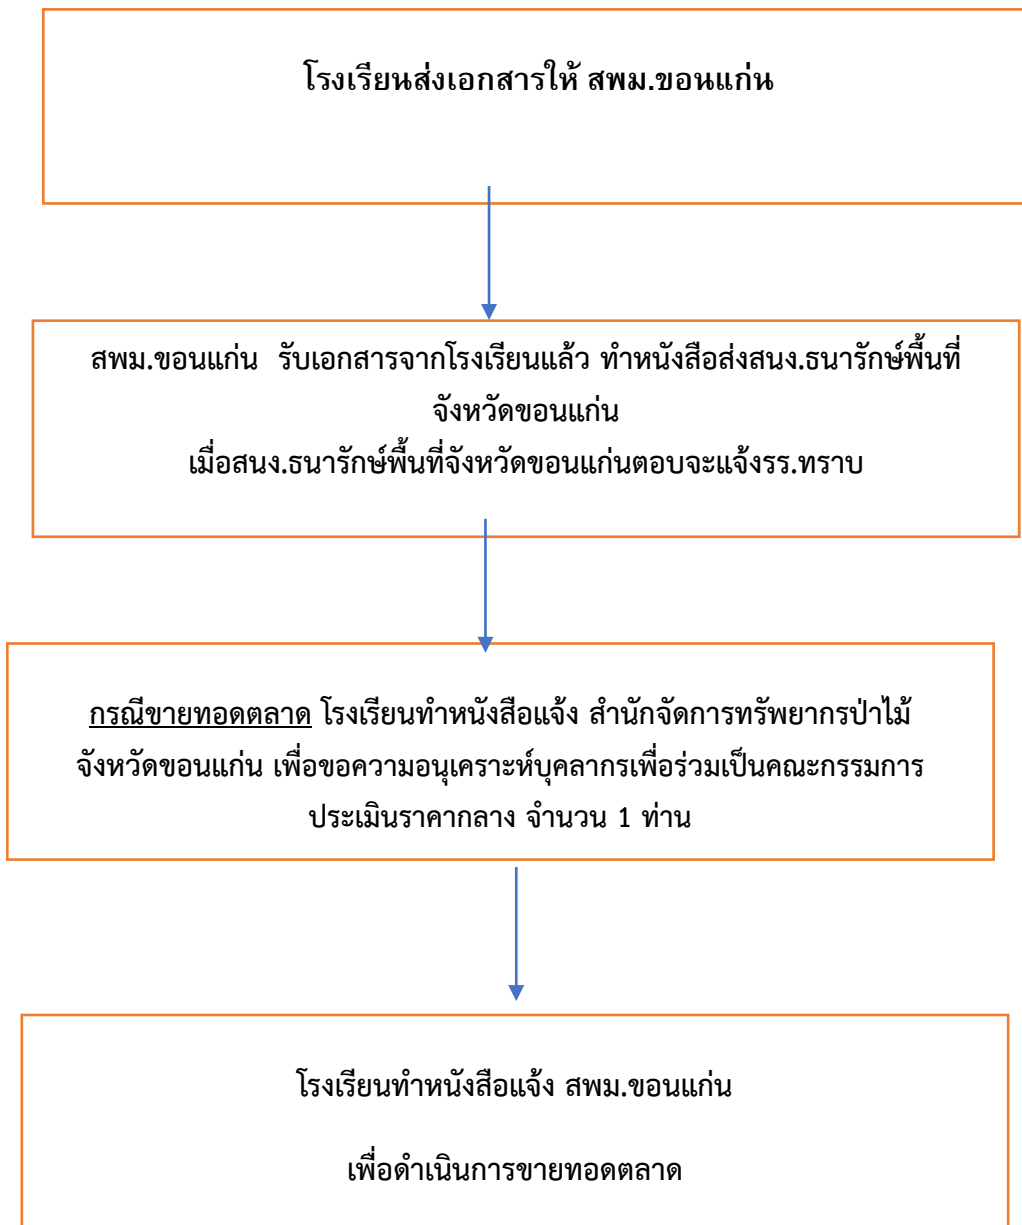 โรงเรียนส่งเอกสารให้ สพม.ขอนแก่น
สพม.ขอนแก่น รับเอกสารจากโรงเรียนแล้ว ทำหนังสือส่งสนง.ธนารักษ์พื้นที่
จังหวัดขอนแก่น
เมื่อสนง.ธนารักษ์พื้นที่จังหวัดขอนแก่นตอบจะแจ้งรร.ทราบ
กรณีขายทอดตลาด โรงเรียนทำหนังสือแจ้ง สำนักจัดการทรัพยากรป่าไม้
จังหวัดขอนแก่น เพื่อขอความอนุเคราะห์บุคลากรเพื่อร่วมเป็นคณะกรรมการ
ประเมินราคากลาง จำนวน 1 ท่าน
โรงเรียนทำหนังสือแจ้ง สพม.ขอนแก่น
เพื่อดำเนินการขายทอดตลาด